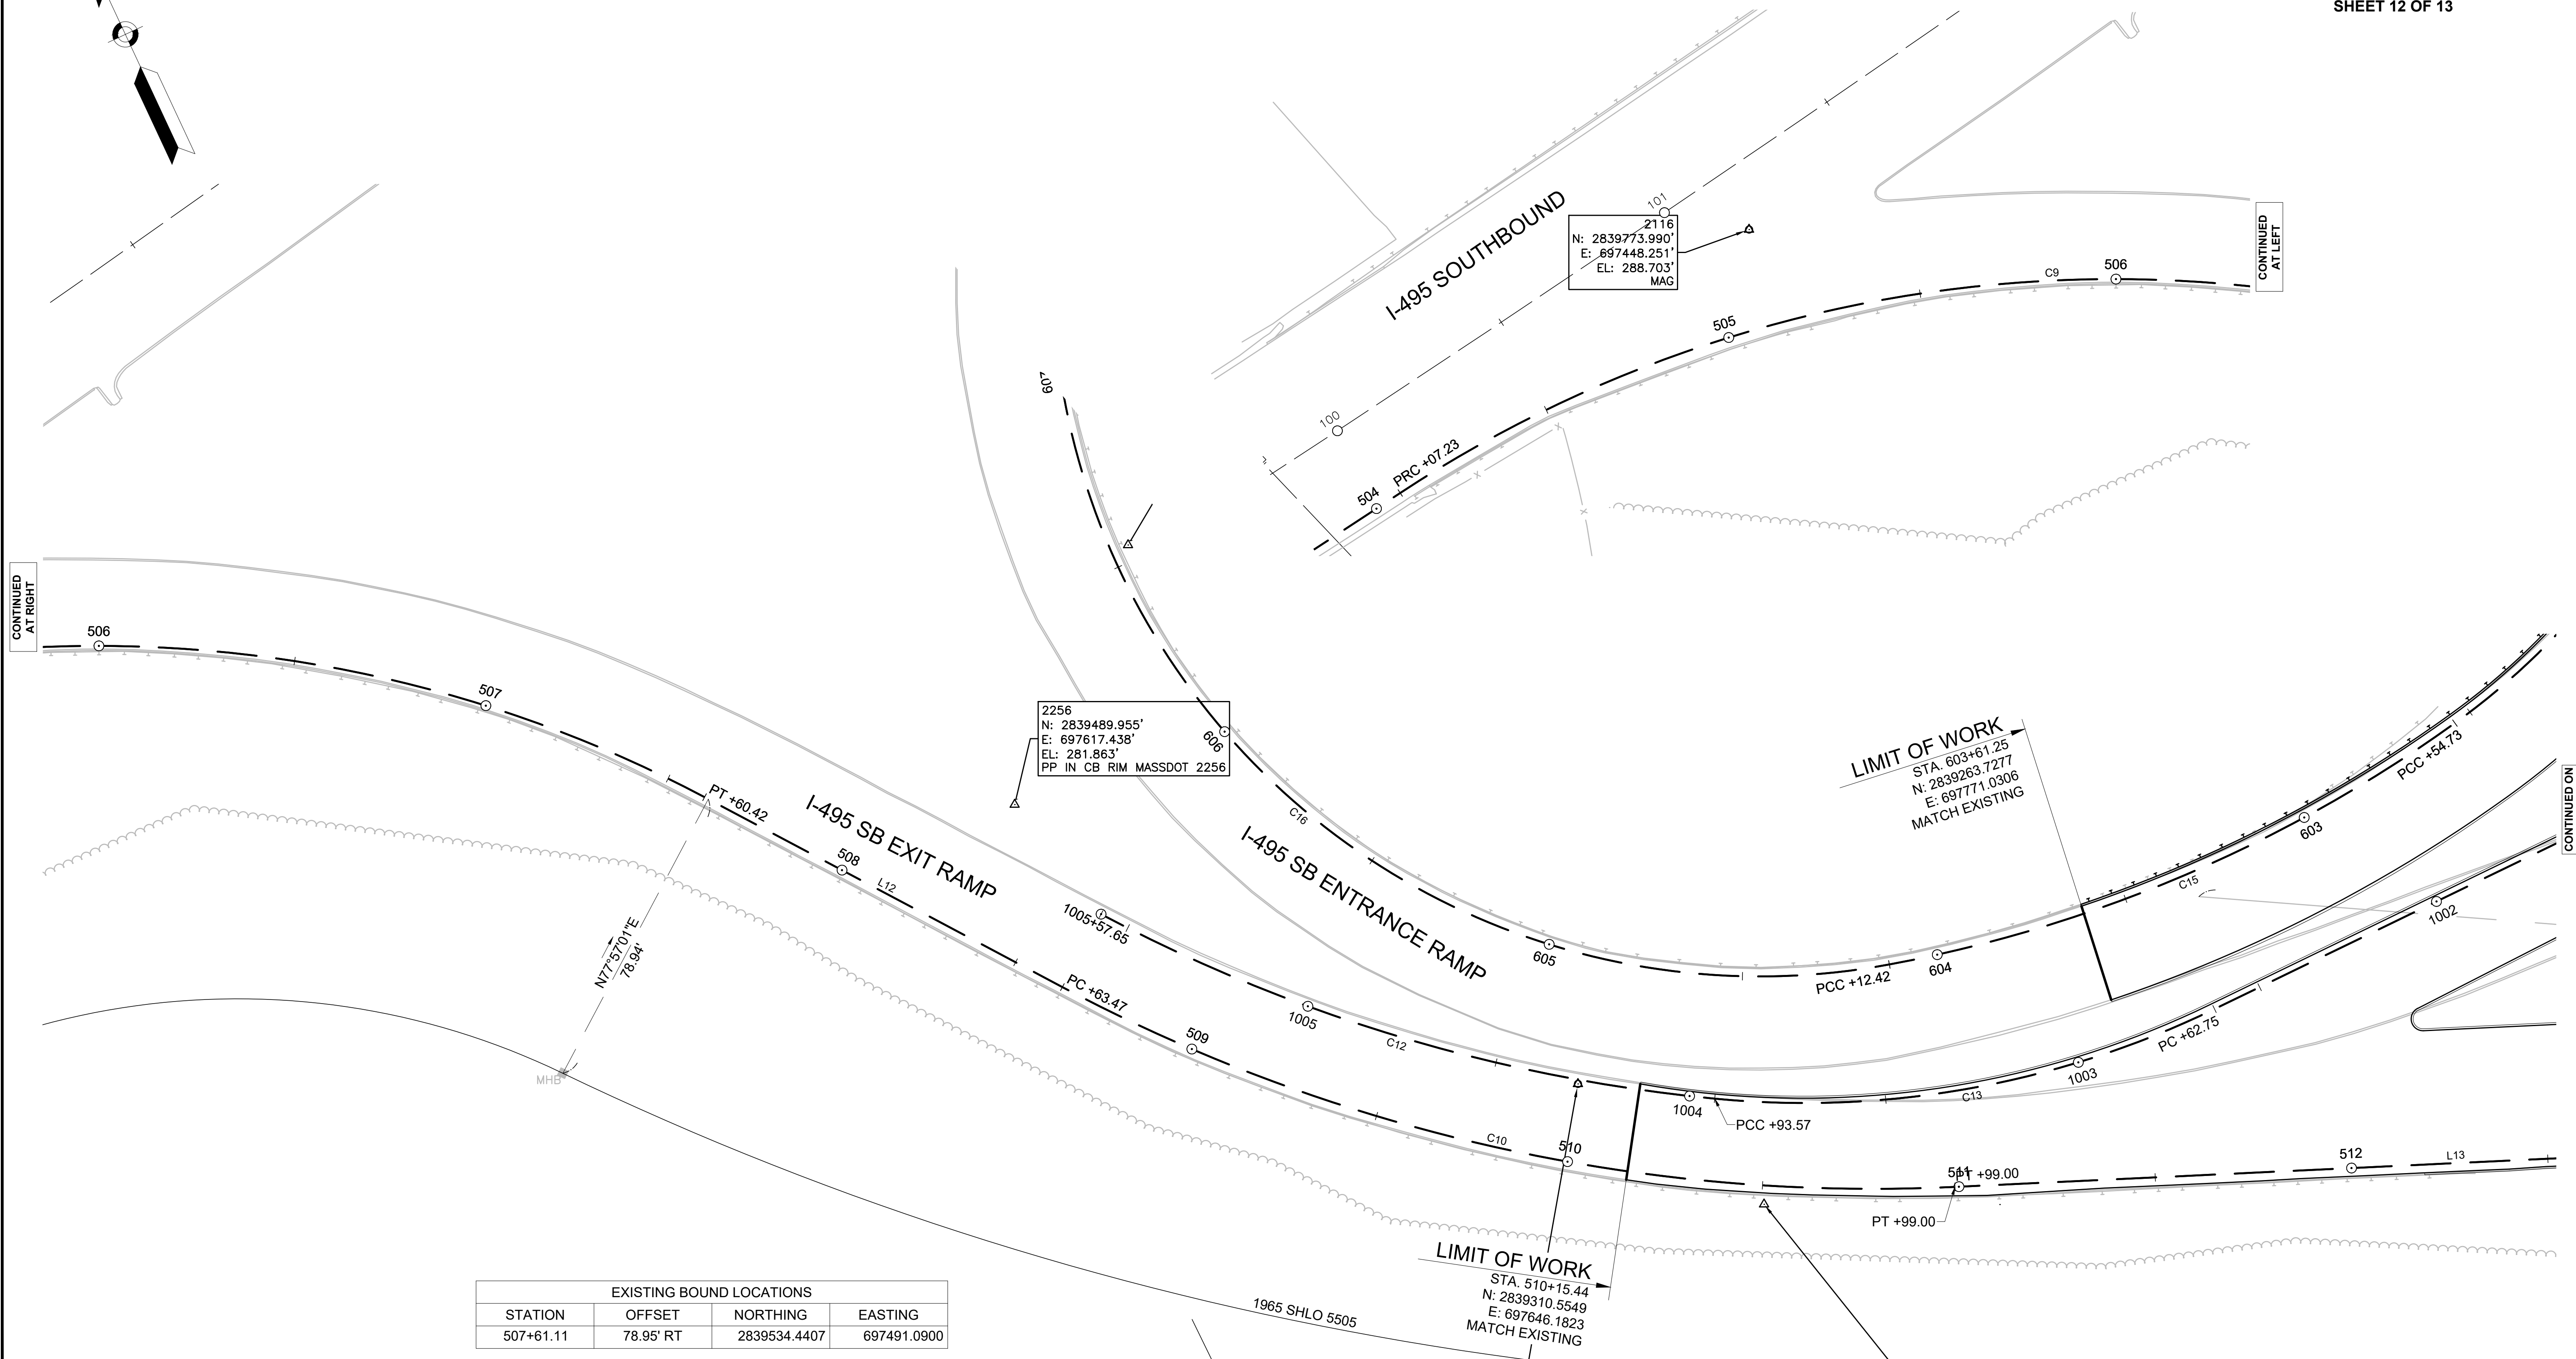 SHEET 12 OF 13
I-495 SOUTHBOUND
101
100
2116
N: 2839773.990'
E: 697448.251'
EL: 288.703'
MAG
CONTINUED
AT LEFT
C9
506
505
504
PRC +07.23
607
CONTINUED
AT RIGHT
506
507
PT +60.42
508
L12
I-495 SB EXIT RAMP
2256
N: 2839489.955'
E: 697617.438'
EL: 281.863'
PP IN CB RIM MASSDOT 2256
606
C16
I-495 SB ENTRANCE RAMP
605
PCC +12.42
604
LIMIT OF WORK
STA. 603+61.25
N: 2839263.7277
E: 697771.0306
MATCH EXISTING
C15
603
PCC +54.73
CONTINUED ON
1002
PC +62.75
1003
C13
1004
PCC +93.57
1005+57.65
1005
C12
PC +63.47
509
C10
510
511
PT +99.00
PT +99.00
512
L13
N77°57'01"E
78.94'
MHB
LIMIT OF WORK
STA. 510+15.44
N: 2839310.5549
E: 697646.1823
MATCH EXISTING
1965 SHLO 5505
EXISTING BOUND LOCATIONS
STATION OFFSET NORTHING EASTING
507+61.11 78.95' RT 2839534.4407 697491.0900